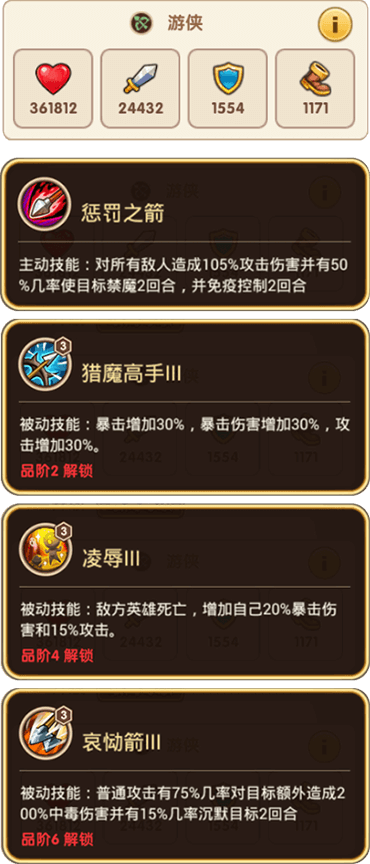 游侠
361812 24432 1554 1171
惩罚之箭
主动技能：对所有敌人造成105%攻击伤害并有50
%几率使目标禁魔2回合，并免疫控制2回合
3
猎魔高手III
被动技能：暴击增加30%，暴击伤害增加30%，攻
击增加30%。
品阶2 解锁
3
凌辱III
被动技能：敌方英雄死亡，增加自己20%暴击伤
害和15%攻击。
品阶4 解锁
3
哀恸箭III
被动技能：普通攻击有75%几率对目标额外造成2
00%中毒伤害并有15%几率沉默目标2回合
品阶6 解锁